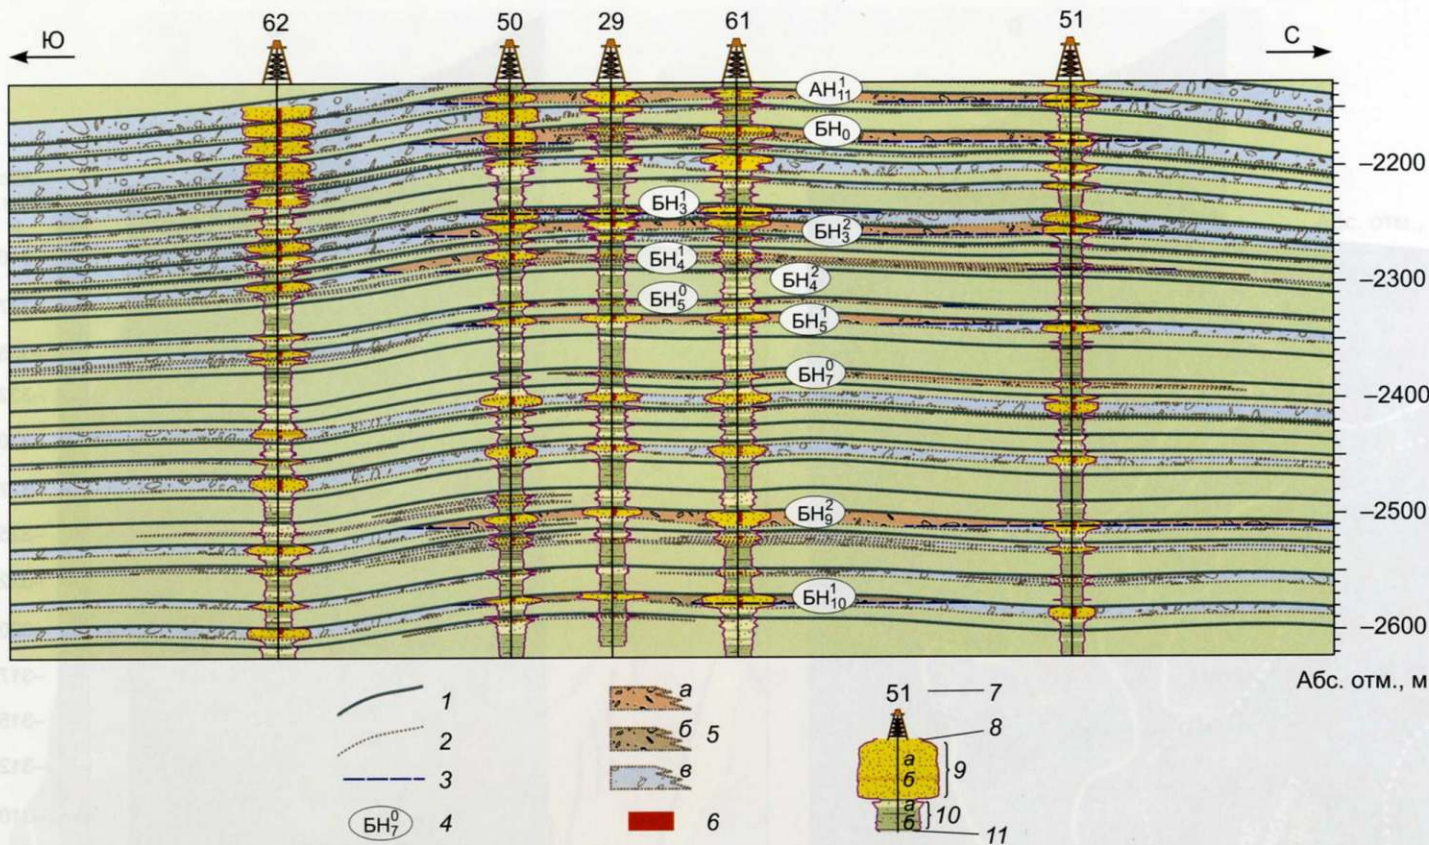 62 50 29 61 51
Ю С
АН₁₁¹
БН₀
–2200
БН₃¹
БН₃²
БН₄¹
БН₄²
–2300
БН₅⁰
БН₅¹
БН₇⁰
–2400
БН₉²
–2500
БН₁₀¹
–2600
Абс. отм., м
1
2
3
БН₇⁰ 4
а
б 5
в
6
51 7
8
а
б 9
а
б 10
11